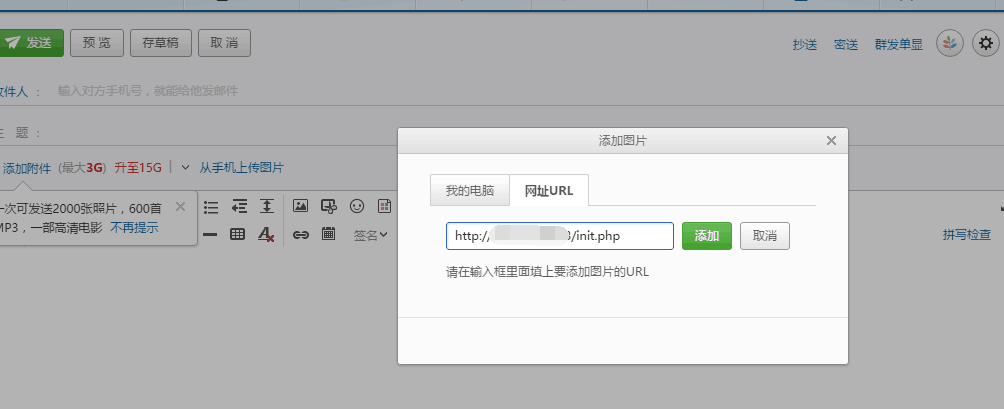 发送 预 览 存草稿 取 消 抄送 密送 群发单显
收件人 ： 输入对方手机号，就能给他发邮件
主 题 ：
添加附件 (最大3G) 升至15G 从手机上传图片
一次可发送2000张照片，600首
MP3，一部高清电影 不再提示
签名
拼写检查
添加图片
我的电脑 网址URL
http:// 3/init.php 添加 取消
请在输入框里面填上要添加图片的URL